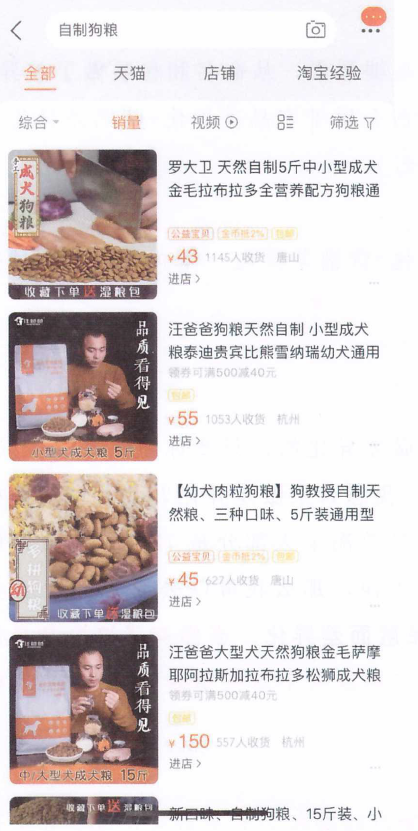 自制狗粮
全部
天猫
店铺
淘宝经验
综合
销量
视频
筛选
成犬狗粮
收藏下单送湿粮包
罗大卫 天然自制5斤中小型成犬
金毛拉布拉多全营养配方狗粮通
公益宝贝 金币抵2% 包邮
¥43 1145人收货 唐山
进店
品质看得见
小型犬成犬粮 5斤
汪爸爸狗粮天然自制 小型成犬
粮泰迪贵宾比熊雪纳瑞幼犬通用
领券可满500减40元
包邮
¥55 1053人收货 杭州
进店
幼
收藏下单送湿粮包
【幼犬肉粒狗粮】狗教授自制天
然粮、三种口味、5斤装通用型
公益宝贝 金币抵2% 包邮
¥45 627人收货 唐山
进店
品质看得见
中/大型犬成犬粮 15斤
汪爸爸大型犬天然狗粮金毛萨摩
耶阿拉斯加拉布拉多松狮成犬粮
领券可满500减40元
包邮
¥150 557人收货 杭州
进店
收藏下单送湿粮包
新口味、自制狗粮、15斤装、小